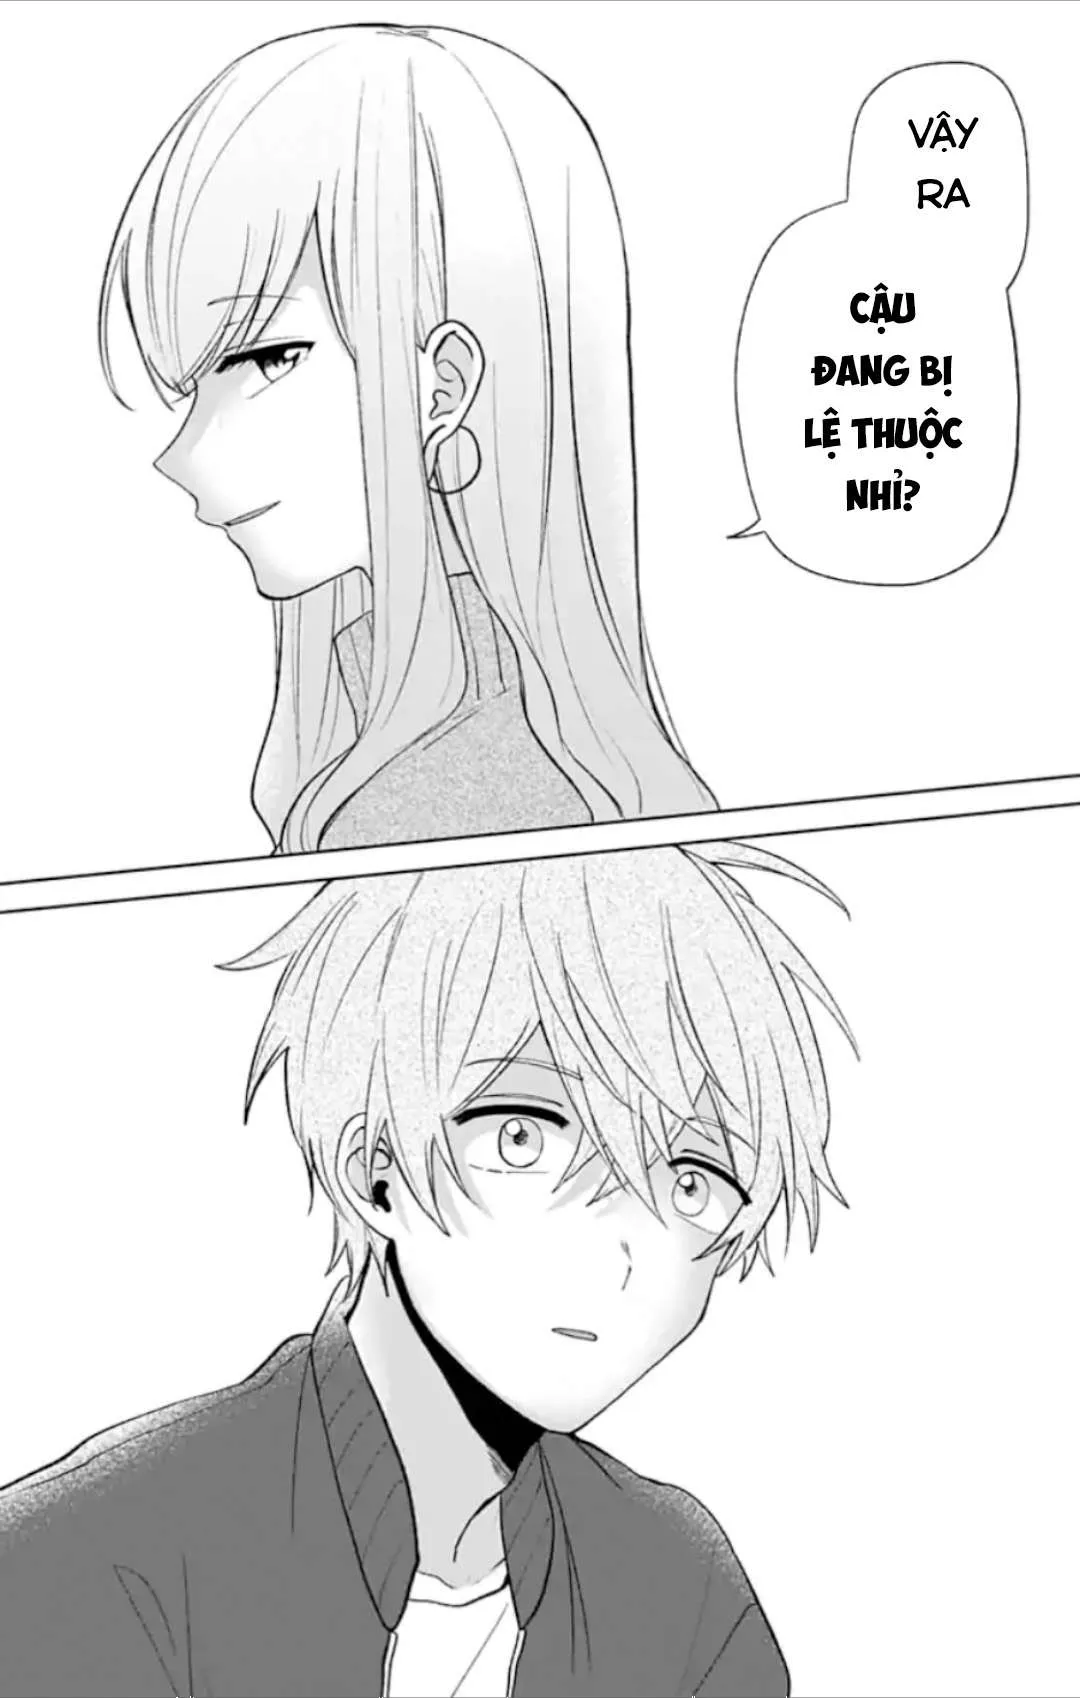 VẬY
RA
CẬU
ĐANG BỊ
LỆ THUỘC
NHỈ?